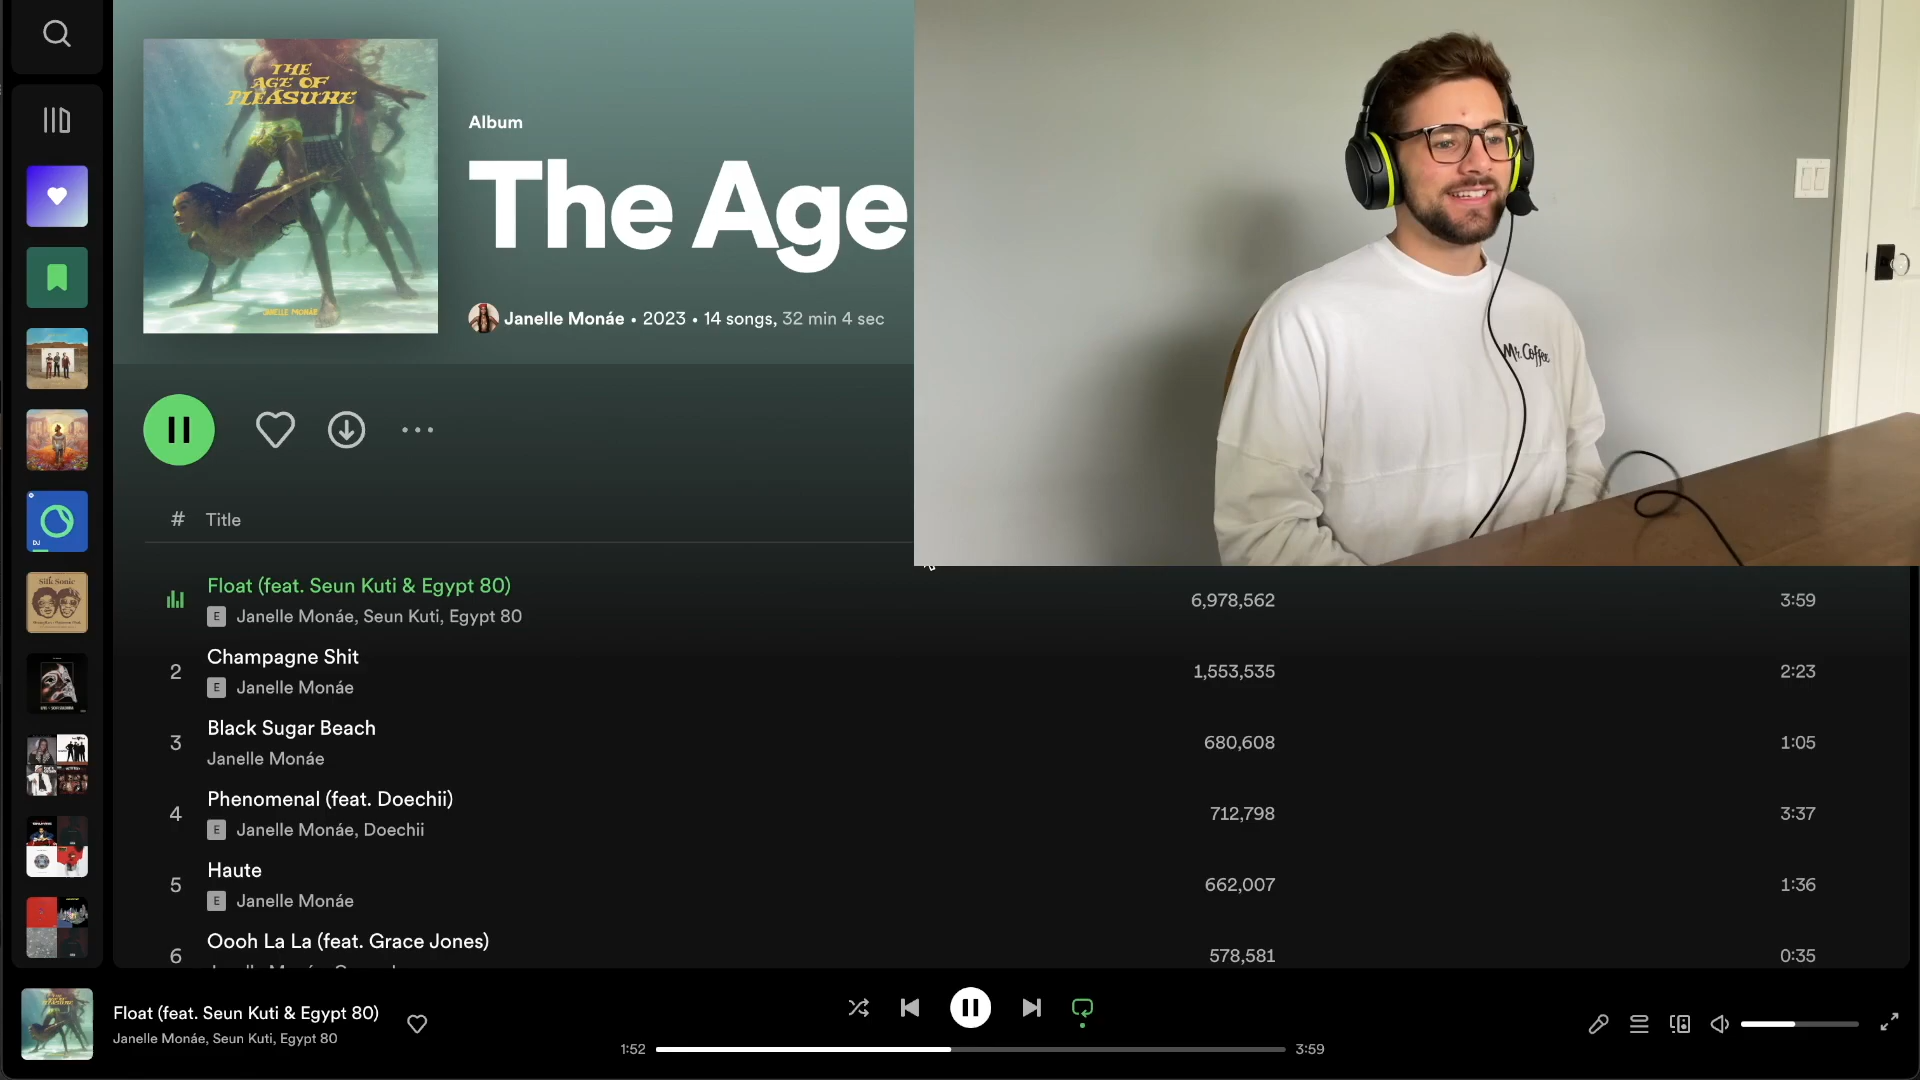 THE
AGE OF
PLEASURE
JANELLE MONÁE
Album
The Age
Janelle Monáe • 2023 • 14 songs, 32 min 4 sec
Mr. Coffee
# Title
Float (feat. Seun Kuti & Egypt 80)
E Janelle Monáe, Seun Kuti, Egypt 80
6,978,562
3:59
2
Champagne Shit
E Janelle Monáe
1,553,535
2:23
3
Black Sugar Beach
Janelle Monáe
680,608
1:05
4
Phenomenal (feat. Doechii)
E Janelle Monáe, Doechii
712,798
3:37
5
Haute
E Janelle Monáe
662,007
1:36
6
Oooh La La (feat. Grace Jones)
578,581
0:35
DJ
Silk Sonic
Float (feat. Seun Kuti & Egypt 80)
Janelle Monáe, Seun Kuti, Egypt 80
1:52
3:59